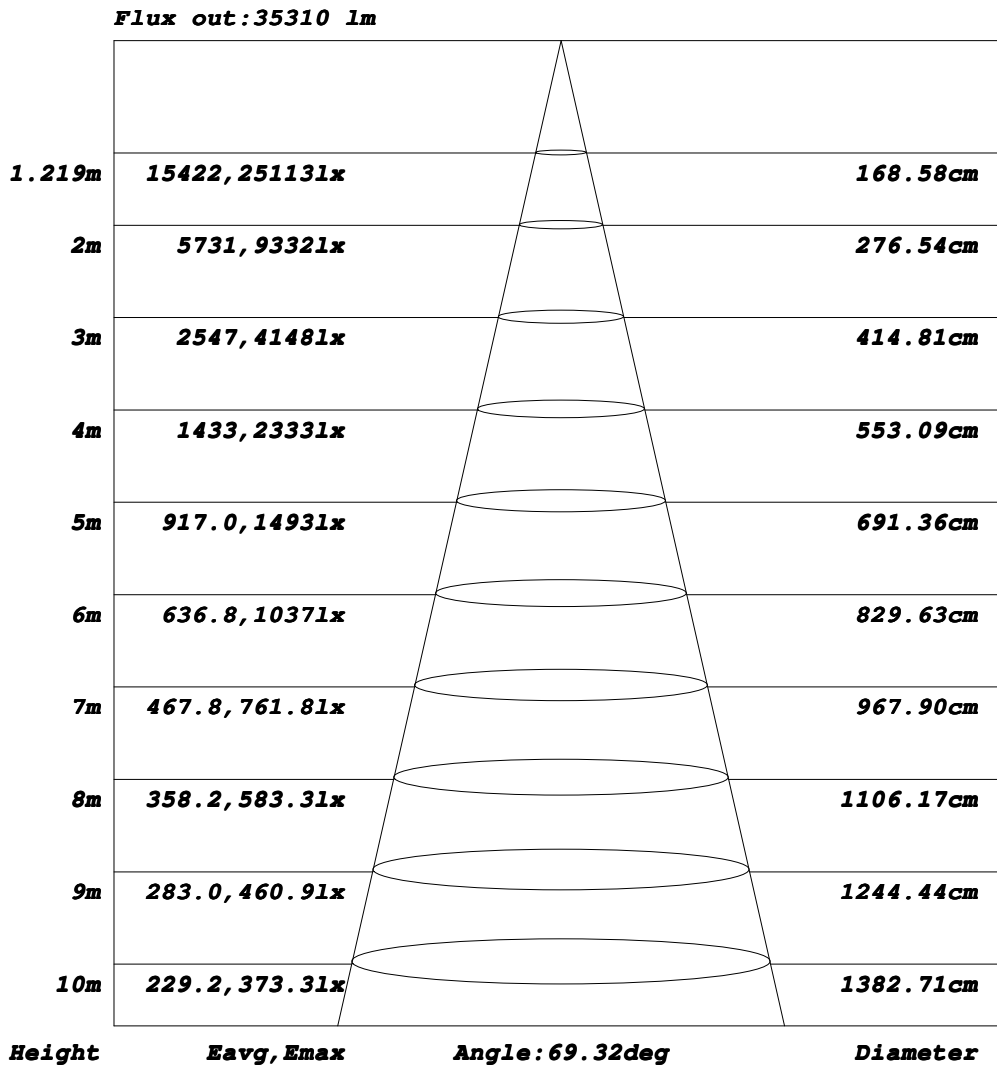 Flux out:35310 lm
1.219m 15422,25113lx 168.58cm
2m 5731,9332lx 276.54cm
3m 2547,4148lx 414.81cm
4m 1433,2333lx 553.09cm
5m 917.0,1493lx 691.36cm
6m 636.8,1037lx 829.63cm
7m 467.8,761.8lx 967.90cm
8m 358.2,583.3lx 1106.17cm
9m 283.0,460.9lx 1244.44cm
10m 229.2,373.3lx 1382.71cm
Height Eavg,Emax Angle:69.32deg Diameter